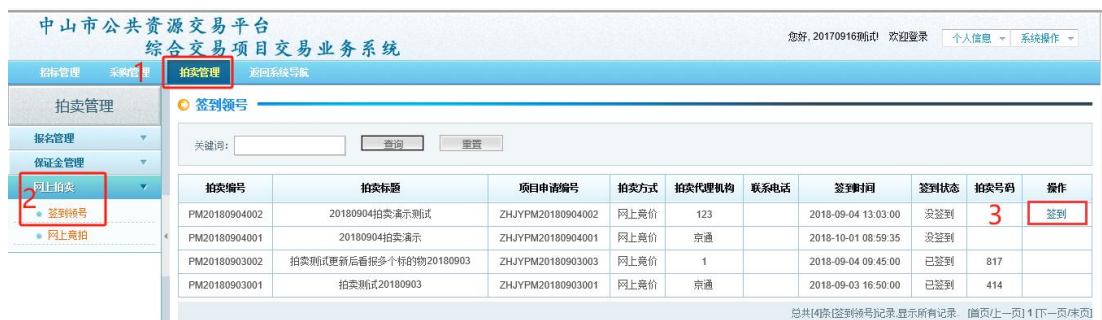 中山市公共资源交易平台
综合交易项目交易业务系统
您好, 20170916测试! 欢迎登录 个人信息 系统操作
招标管理 采购管理 1 拍卖管理 返回系统导航
拍卖管理 签到领号
报名管理
关键词: 查询 重置
保证金管理
网上拍卖
2
签到领号
网上竞拍
拍卖编号 拍卖标题 项目申请编号 拍卖方式 拍卖代理机构 联系电话 签到时间 签到状态 拍卖号码 操作
PM20180904002 20180904拍卖演示测试 ZHJYPM20180904002 网上竞价 123 2018-09-04 13:03:00 没签到 3 签到
PM20180904001 20180904拍卖演示 ZHJYPM20180904001 网上竞价 京通 2018-10-01 08:59:35 没签到
PM20180903002 拍卖测试更新后看报多个标的物20180903 ZHJYPM20180903003 网上竞价 1 2018-09-04 09:45:00 已签到 817
PM20180903001 拍卖测试20180903 ZHJYPM20180903001 网上竞价 京通 2018-09-03 16:50:00 已签到 414
总共[4]条[签到领号]记录,显示所有记录. [首页/上一页] 1 [下一页/末页]